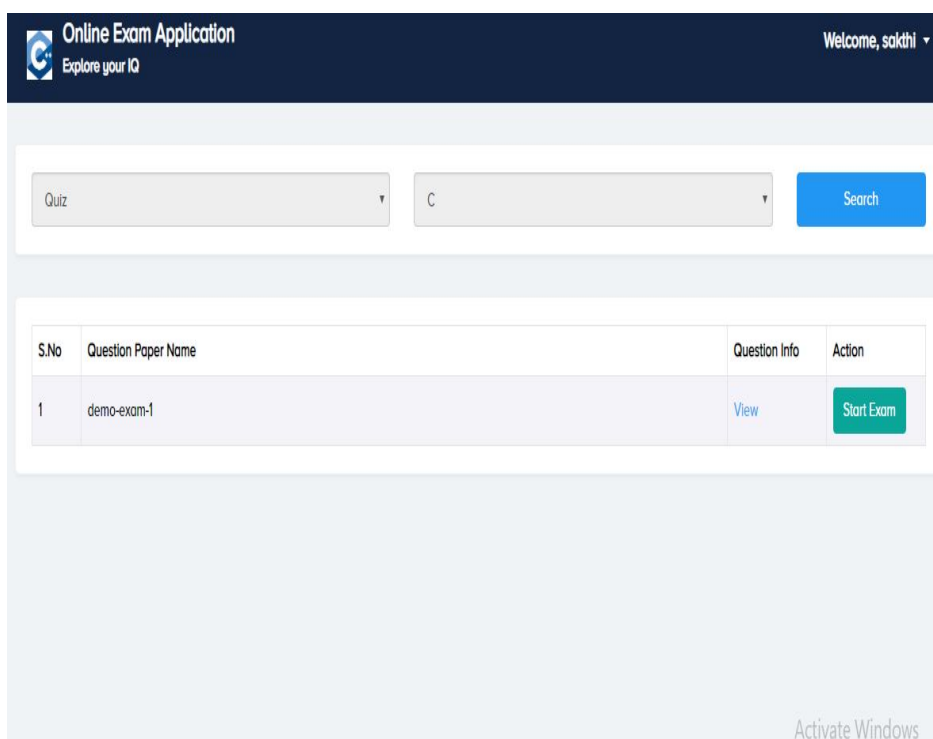 Online Exam Application
Explore your IQ
Welcome, sakthi
Quiz
C
Search
S.No Question Paper Name Question Info Action
1 demo-exam-1 View Start Exam
Activate Windows